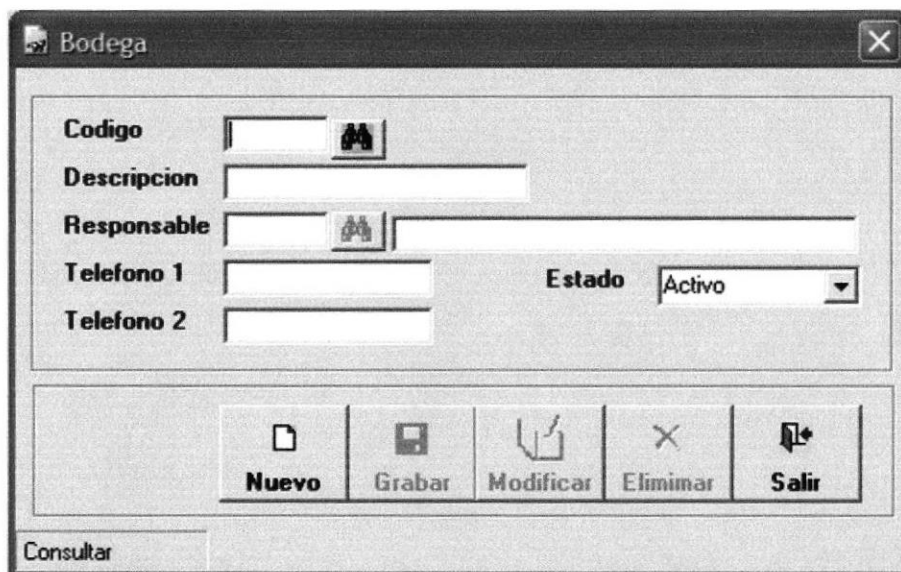 Bodega
Codigo
Descripcion
Responsable
Telefono 1
Estado Activo
Telefono 2
Nuevo Grabar Modificar Elimimar Salir
Consultar